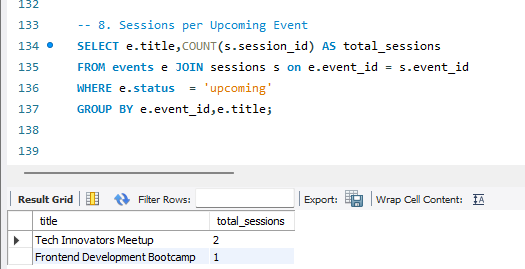 132
133 -- 8. Sessions per Upcoming Event
134 SELECT e.title,COUNT(s.session_id) AS total_sessions
135 FROM events e JOIN sessions s on e.event_id = s.event_id
136 WHERE e.status  = 'upcoming'
137 GROUP BY e.event_id,e.title;
138
139
Result Grid Filter Rows: Export: Wrap Cell Content:
title total_sessions
Tech Innovators Meetup 2
Frontend Development Bootcamp 1